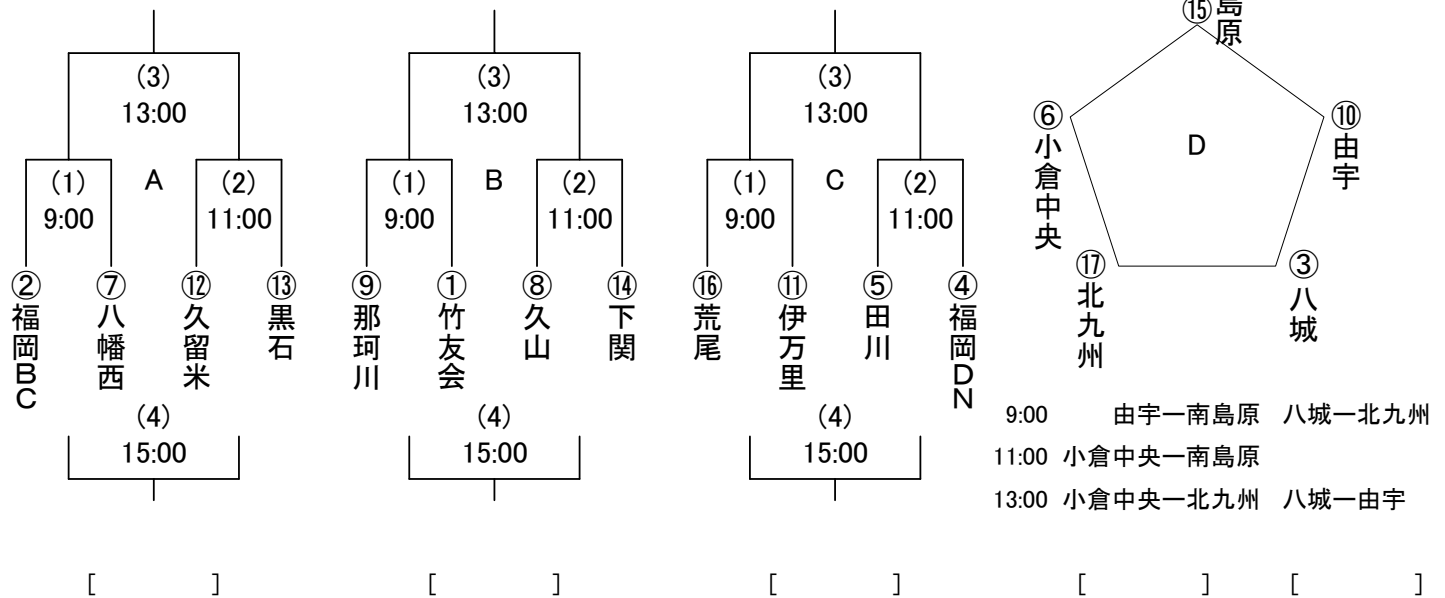 (3)
13:00
(1)
9:00
A
(2)
11:00
②福岡BC
⑦八幡西
⑫久留米
⑬黒石
(4)
15:00
[ ]
(3)
13:00
(1)
9:00
B
(2)
11:00
⑨那珂川
①竹友会
⑧久山
⑭下関
(4)
15:00
[ ]
(3)
13:00
(1)
9:00
C
(2)
11:00
⑯荒尾
⑪伊万里
⑤田川
④福岡DN
(4)
15:00
[ ]
⑮島原
⑥小倉中央
⑩由宇
D
⑰北九州
③八城
9:00 由宇ー南島原 八城ー北九州
11:00 小倉中央ー南島原
13:00 小倉中央ー北九州 八城ー由宇
[ ] [ ]